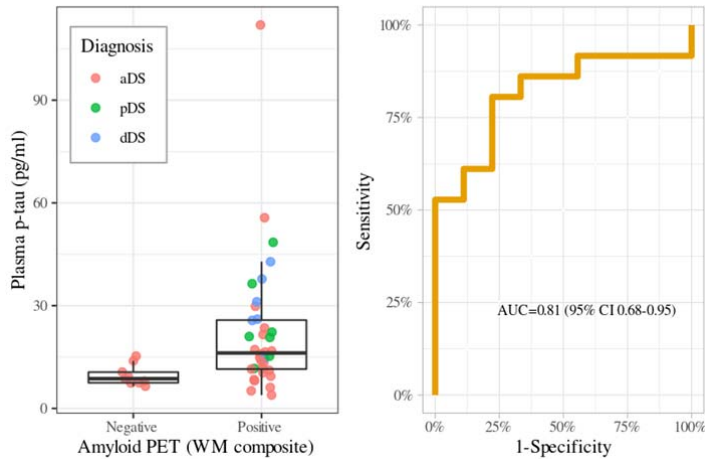 Diagnosis
aDS
pDS
dDS
Plasma p-tau (pg/ml)
90
60
30
0
Negative
Positive
Amyloid PET (WM composite)
Sensitivity
100%
75%
50%
25%
0%
AUC=0.81 (95% CI 0.68-0.95)
0%
25%
50%
75%
100%
1-Specificity